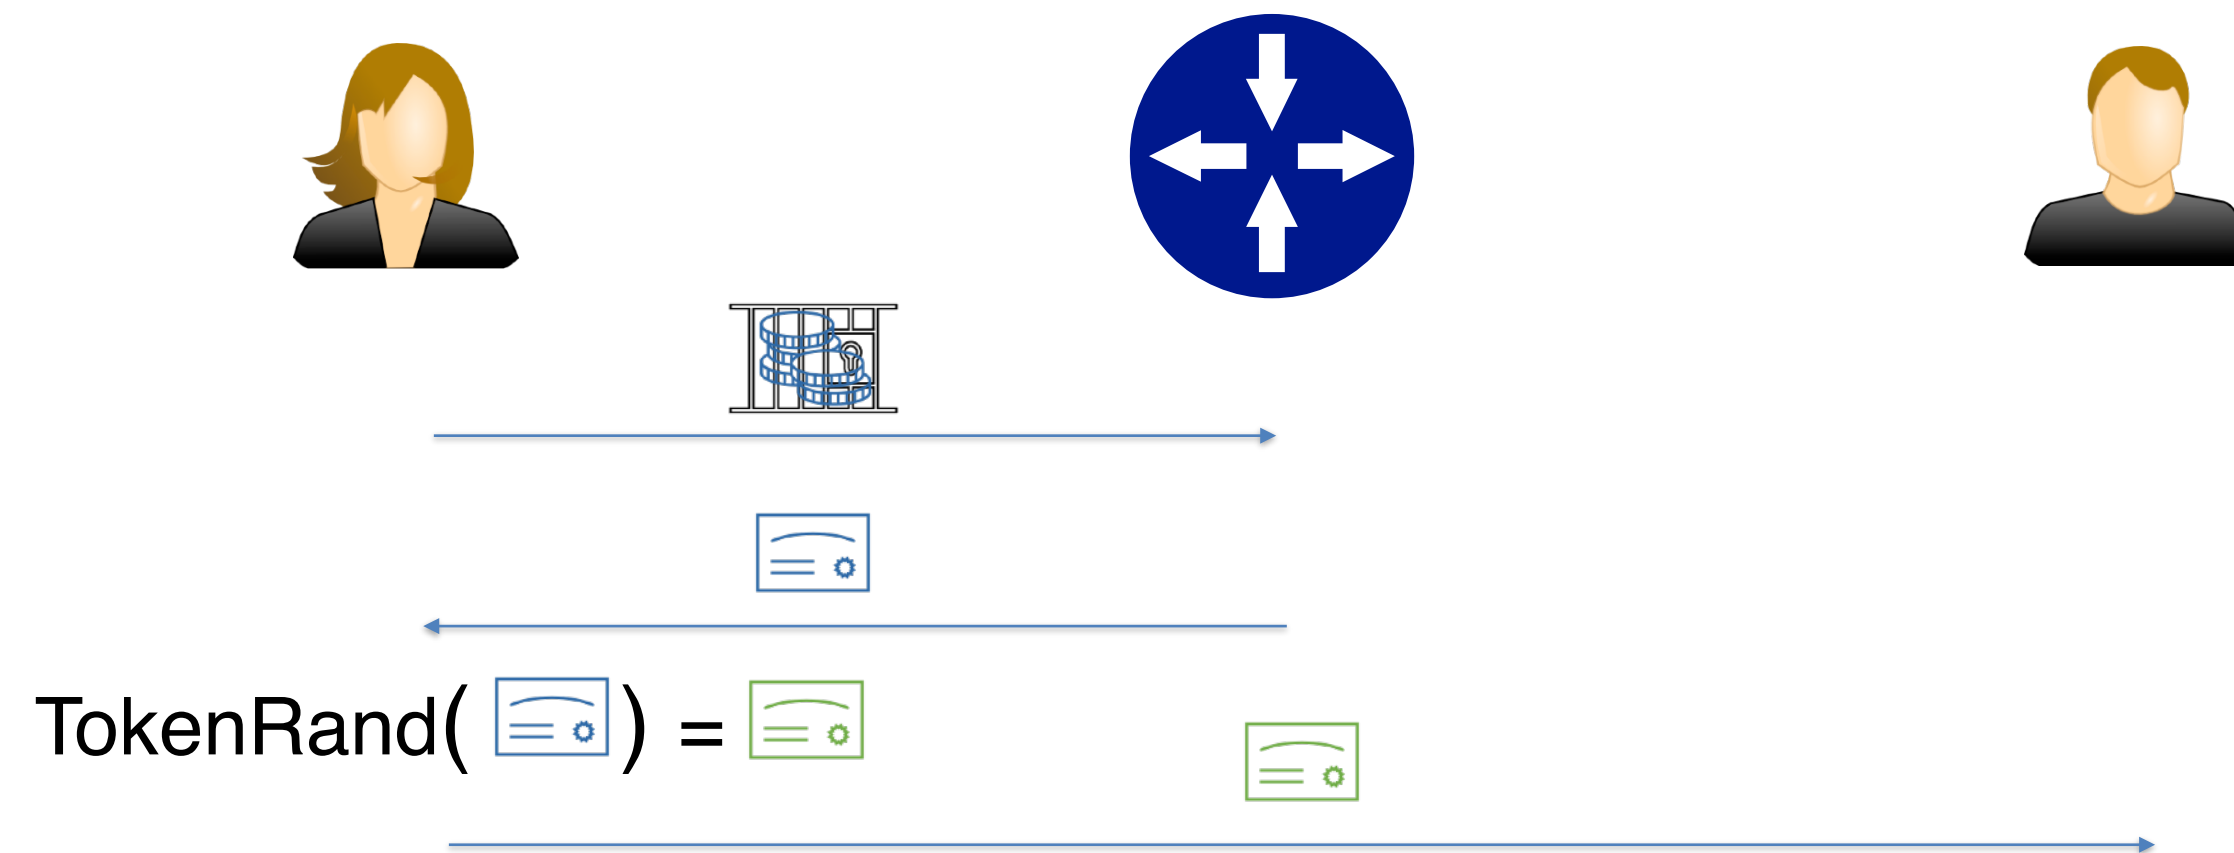 TokenRand( ) =